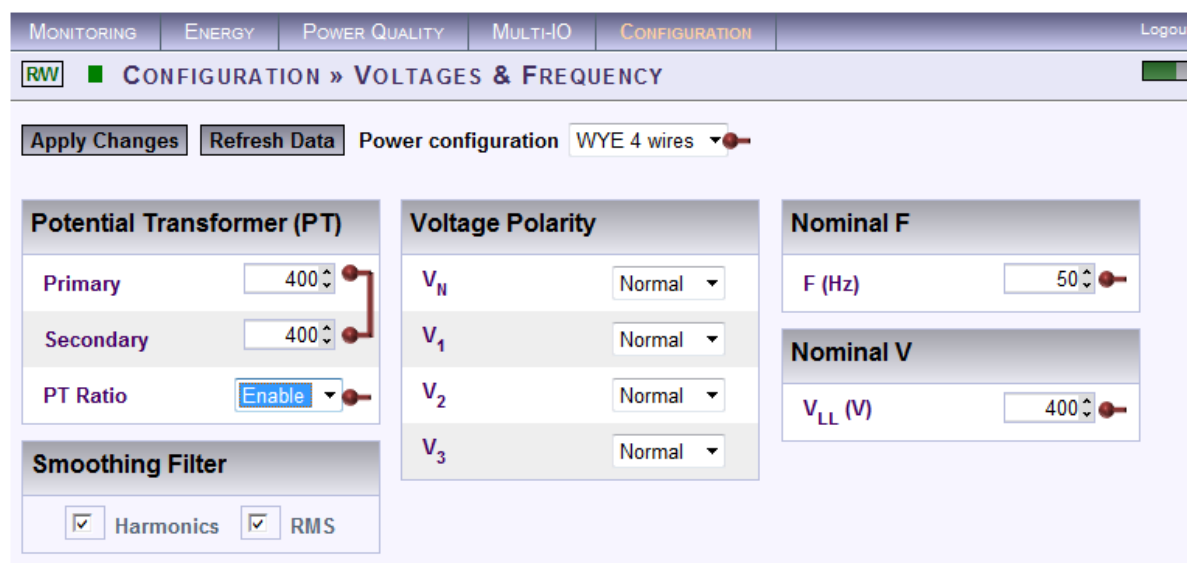 MONITORING ENERGY POWER QUALITY MULTI-IO CONFIGURATION Logou
RW CONFIGURATION » VOLTAGES & FREQUENCY
Apply Changes Refresh Data Power configuration WYE 4 wires
Potential Transformer (PT)
Primary 400
Secondary 400
PT Ratio Enable
Smoothing Filter
Harmonics RMS
Voltage Polarity
VN Normal
V1 Normal
V2 Normal
V3 Normal
Nominal F
F (Hz) 50
Nominal V
VLL (V) 400